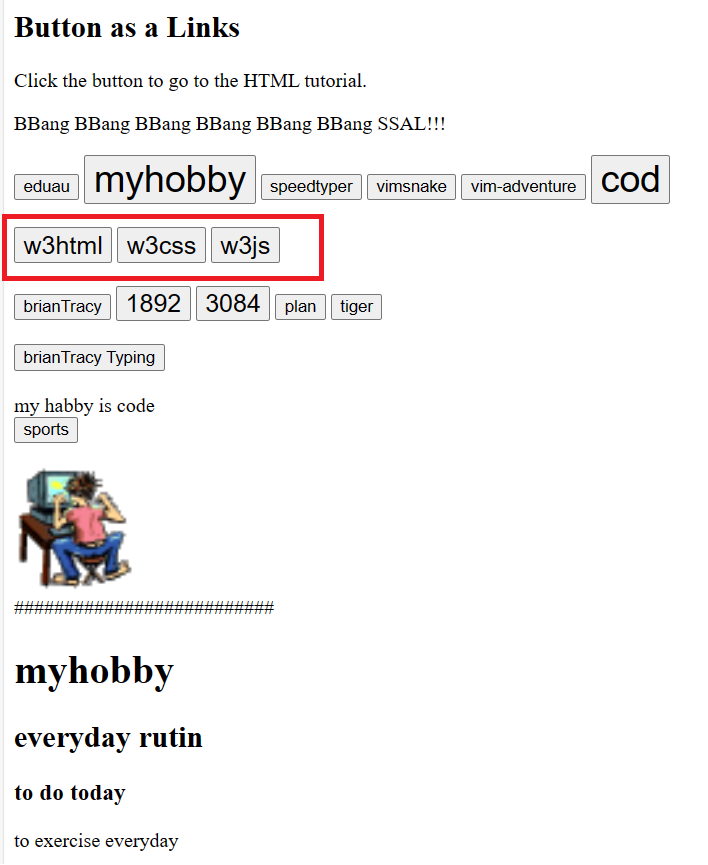 Button as a Links
Click the button to go to the HTML tutorial.
BBang BBang BBang BBang BBang BBang SSAL!!!
eduau myhobby speedtyper vimsnake vim-adventure cod
w3html w3css w3js
brianTracy 1892 3084 plan tiger
brianTracy Typing
my habby is code
sports
##########################
myhobby
everyday rutin
to do today
to exercise everyday